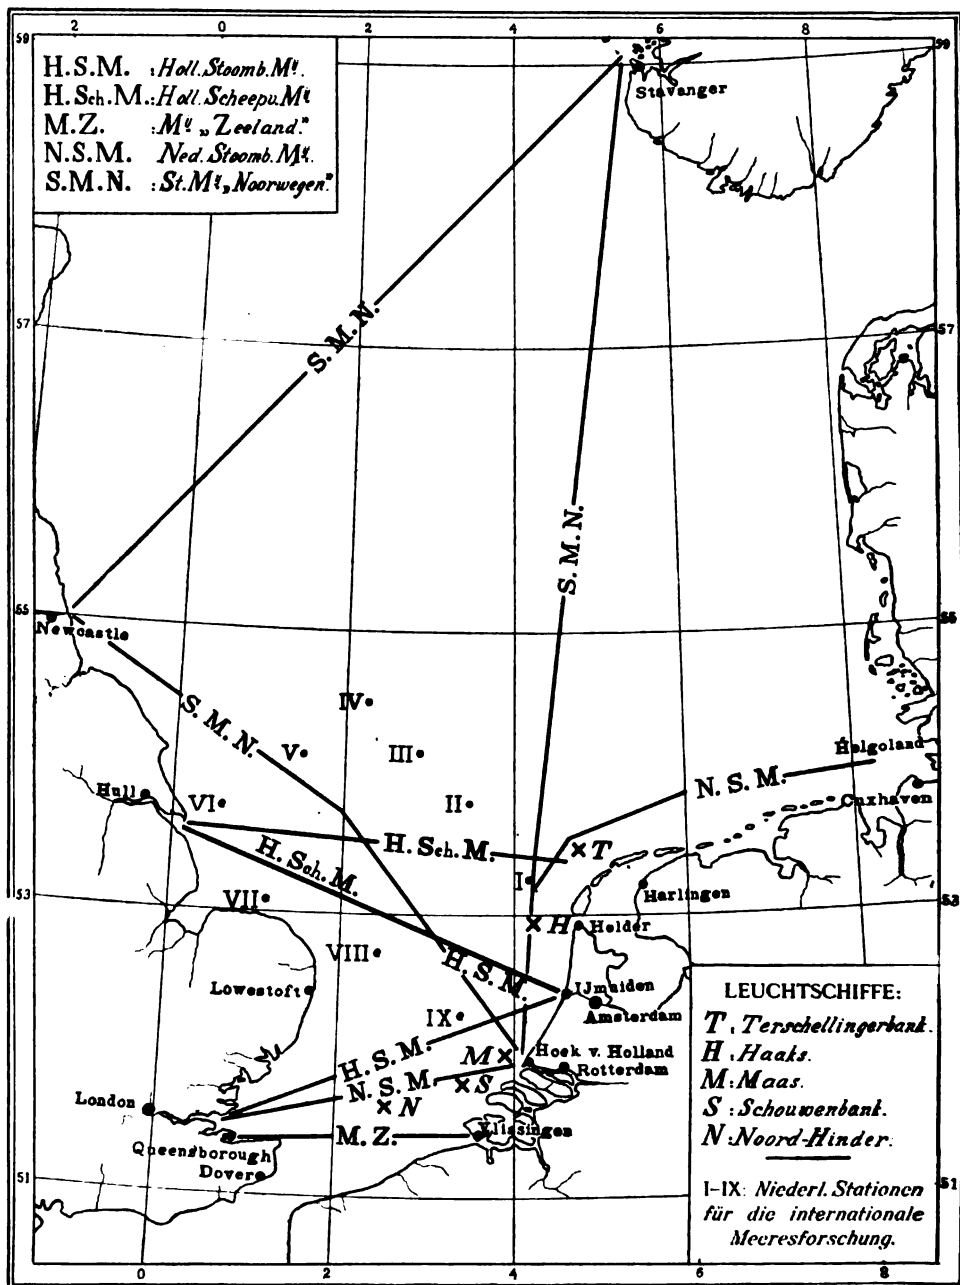 2 0 2 4 6 8
59 59
H.S.M. : Holl. Stoomb. Mij.
H.Sch.M.: Holl. Scheepv. Mij
M.Z. : Mij „Zeeland."
N.S.M. Ned. Stoomb. Mij.
S.M.N. : St. Mij „Noorwegen."
Stavanger
S. M. N.
57 57
S. M. N.
55 55
Newcastle
S. M. N.
IV
V III
Helgoland
N. S. M.
Hull VI II
Cuxhaven
H. Sch. M.
H. Sch. M.
T
I
Harlingen
53 53
VII
H Helder
VIII
H. S. M.
Lowestoft
IJmuiden
Amsterdam
IX
H. S. M.
M
Hoek v. Holland
Rotterdam
N. S. M
S
N
London
M. Z.
Vlissingen
Queensborough
Dover
51 51
LEUCHTSCHIFFE:
T : Terschellingerbank.
H : Haaks.
M : Maas.
S : Schouwenbank.
N : Noord-Hinder.
I-IX: Niederl. Stationen
für die internationale
Meeresforschung.
0 2 4 6 8